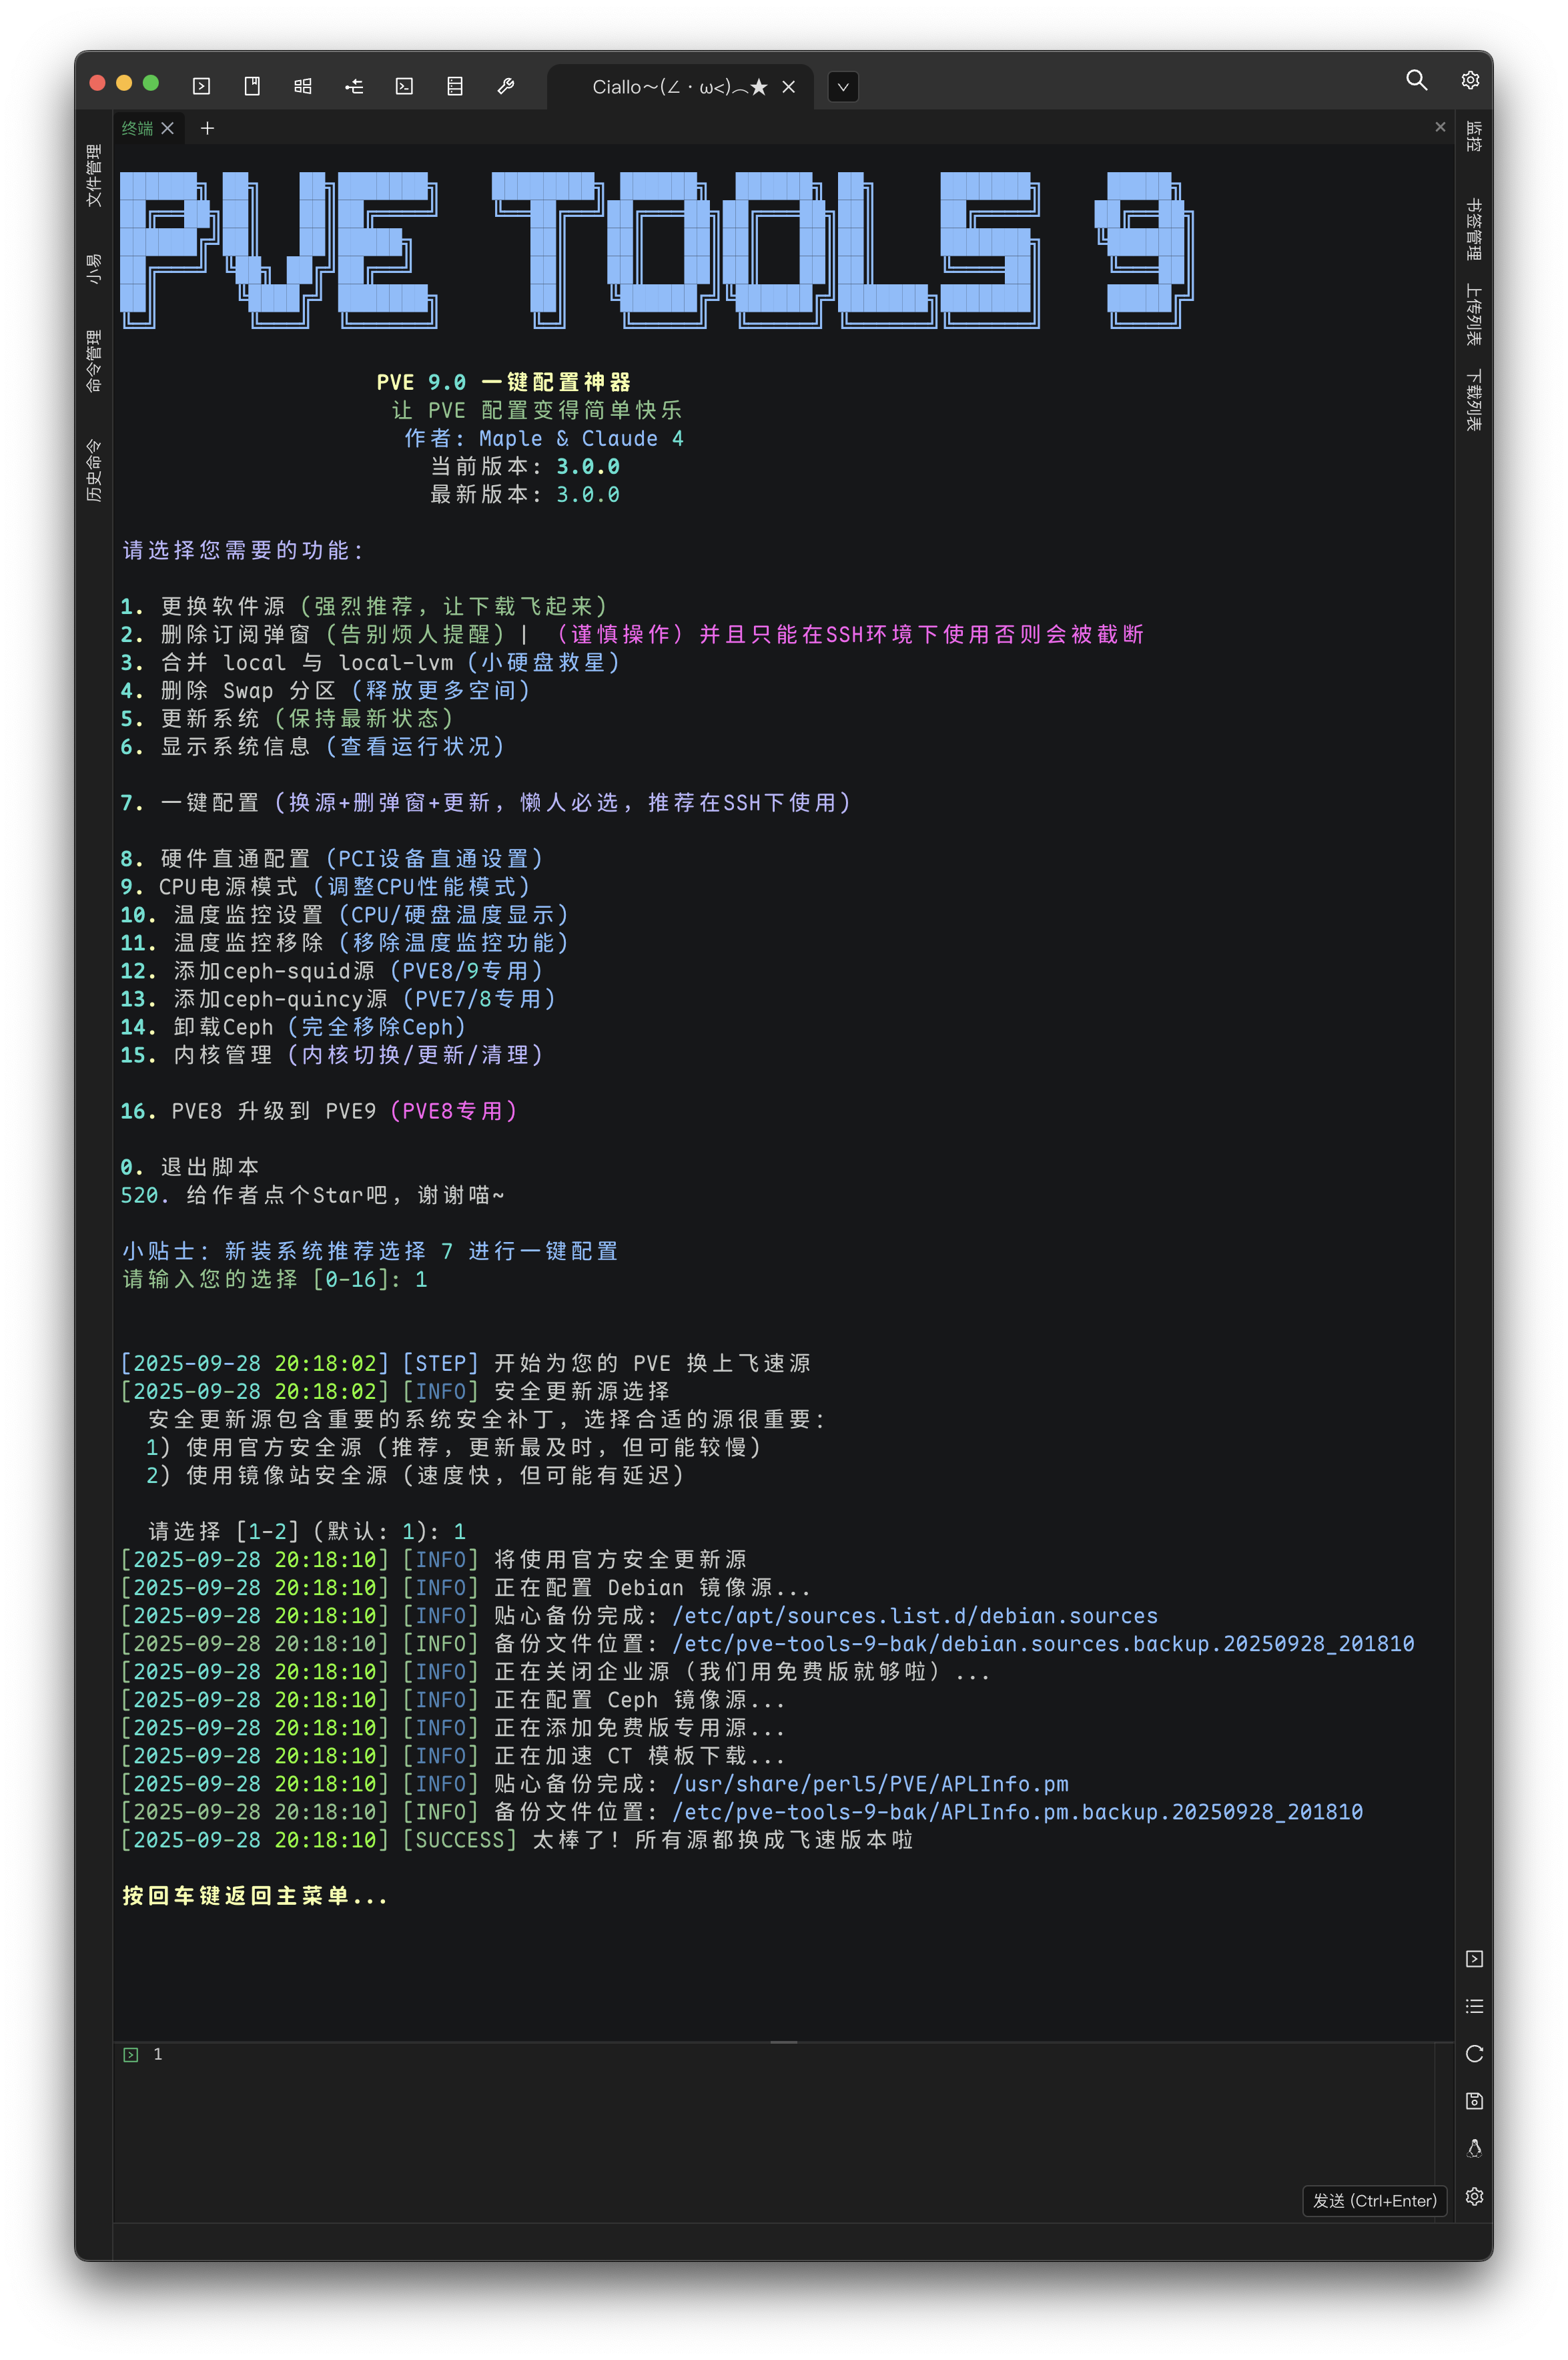 Ciallo～(∠・ω<)⌒★
终端
文件管理
小易
命令管理
历史命令
监控
书签管理
上传列表
下载列表
PVE TOOLS 9
PVE 9.0 一键配置神器
让 PVE 配置变得简单快乐
作者: Maple & Claude 4
当前版本: 3.0.0
最新版本: 3.0.0
请选择您需要的功能:
1. 更换软件源 (强烈推荐，让下载飞起来)
2. 删除订阅弹窗 (告别烦人提醒) | （谨慎操作）并且只能在SSH环境下使用否则会被截断
3. 合并 local 与 local-lvm (小硬盘救星)
4. 删除 Swap 分区 (释放更多空间)
5. 更新系统 (保持最新状态)
6. 显示系统信息 (查看运行状况)
7. 一键配置 (换源+删弹窗+更新，懒人必选，推荐在SSH下使用)
8. 硬件直通配置 (PCI设备直通设置)
9. CPU电源模式 (调整CPU性能模式)
10. 温度监控设置 (CPU/硬盘温度显示)
11. 温度监控移除 (移除温度监控功能)
12. 添加ceph-squid源 (PVE8/9专用)
13. 添加ceph-quincy源 (PVE7/8专用)
14. 卸载Ceph (完全移除Ceph)
15. 内核管理 (内核切换/更新/清理)
16. PVE8 升级到 PVE9 (PVE8专用)
0. 退出脚本
520. 给作者点个Star吧，谢谢喵~
小贴士: 新装系统推荐选择 7 进行一键配置
请输入您的选择 [0-16]: 1
[2025-09-28 20:18:02] [STEP] 开始为您的 PVE 换上飞速源
[2025-09-28 20:18:02] [INFO] 安全更新源选择
安全更新源包含重要的系统安全补丁，选择合适的源很重要:
1) 使用官方安全源 (推荐，更新最及时，但可能较慢)
2) 使用镜像站安全源 (速度快，但可能有延迟)
请选择 [1-2] (默认: 1): 1
[2025-09-28 20:18:10] [INFO] 将使用官方安全更新源
[2025-09-28 20:18:10] [INFO] 正在配置 Debian 镜像源...
[2025-09-28 20:18:10] [INFO] 贴心备份完成: /etc/apt/sources.list.d/debian.sources
[2025-09-28 20:18:10] [INFO] 备份文件位置: /etc/pve-tools-9-bak/debian.sources.backup.20250928_201810
[2025-09-28 20:18:10] [INFO] 正在关闭企业源（我们用免费版就够啦）...
[2025-09-28 20:18:10] [INFO] 正在配置 Ceph 镜像源...
[2025-09-28 20:18:10] [INFO] 正在添加免费版专用源...
[2025-09-28 20:18:10] [INFO] 正在加速 CT 模板下载...
[2025-09-28 20:18:10] [INFO] 贴心备份完成: /usr/share/perl5/PVE/APLInfo.pm
[2025-09-28 20:18:10] [INFO] 备份文件位置: /etc/pve-tools-9-bak/APLInfo.pm.backup.20250928_201810
[2025-09-28 20:18:10] [SUCCESS] 太棒了！所有源都换成飞速版本啦
按回车键返回主菜单...
1
发送 (Ctrl+Enter)